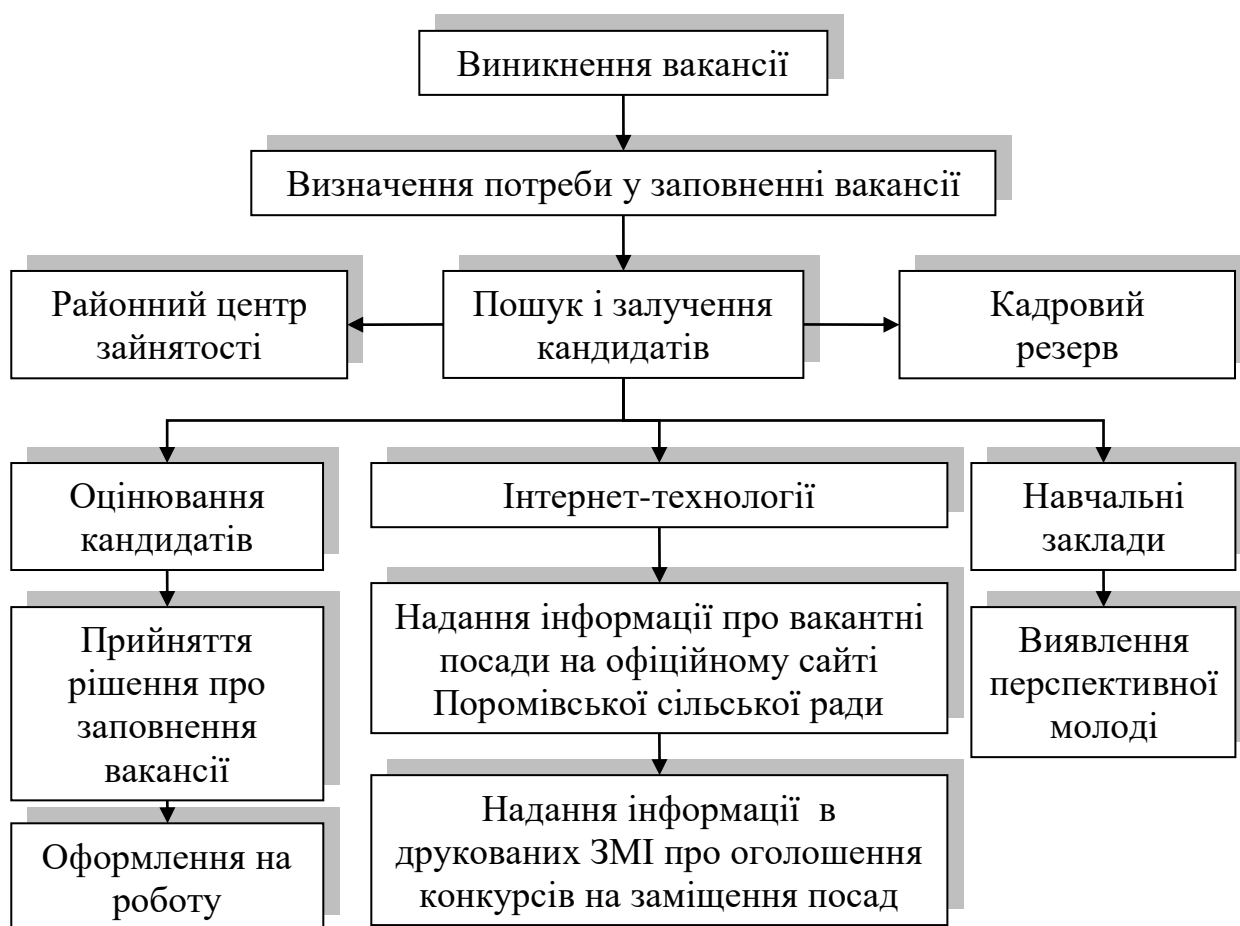 Виникнення вакансії
Визначення потреби у заповненні вакансії
Районний центр
зайнятості
Пошук і залучення
кандидатів
Кадровий
резерв
Оцінювання
кандидатів
Інтернет-технології
Навчальні
заклади
Прийняття
рішення про
заповнення
вакансії
Надання інформації про вакантні
посади на офіційному сайті
Поромівської сільської ради
Виявлення
перспективної
молоді
Оформлення на
роботу
Надання інформації в
друкованих ЗМІ про оголошення
конкурсів на заміщення посад